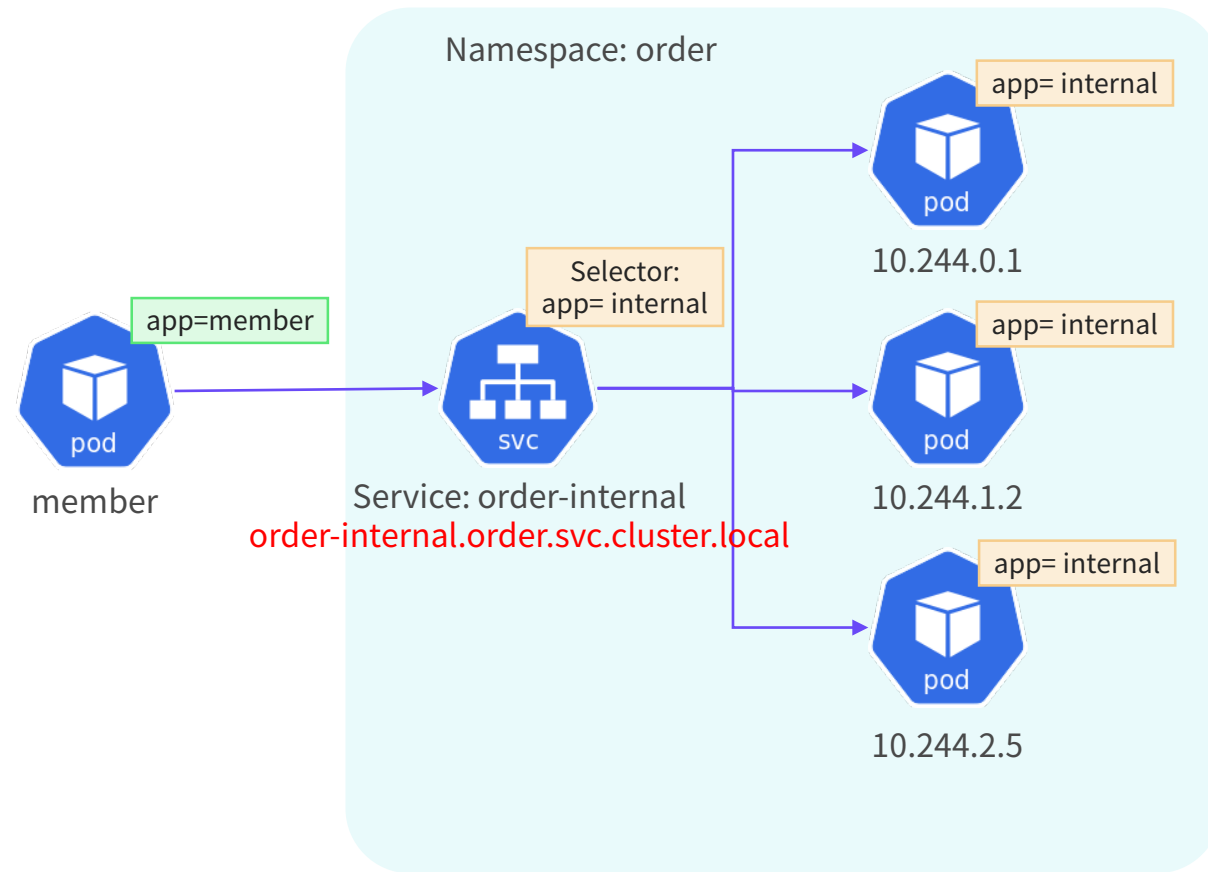 Namespace: order
app= internal
pod
10.244.0.1
Selector:
app= internal
app=member
pod
member
svc
Service: order-internal
order-internal.order.svc.cluster.local
app= internal
pod
10.244.1.2
app= internal
pod
10.244.2.5